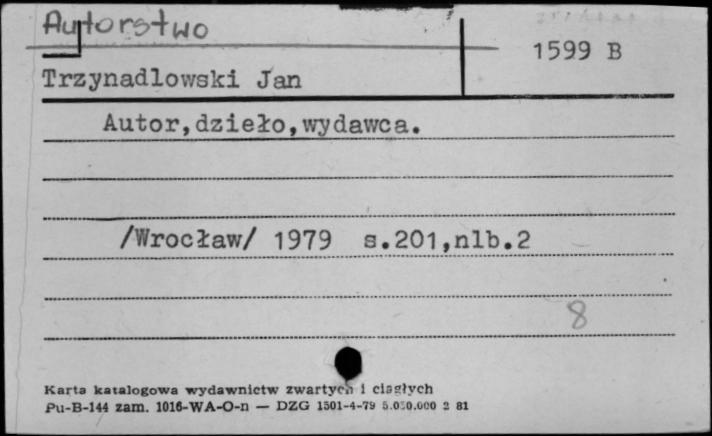 Autorstwo
1599 B
Trzynadlowski Jan
Autor,dzieło,wydawca.
/Wrocław/ 1979 s.201,nlb.2
8
Karta katalogowa wydawnictw zwartych i ciągłych
Pu-B-144 zam. 1016-WA-O-n — DZG 1501-4-79 5.050.000 2 81